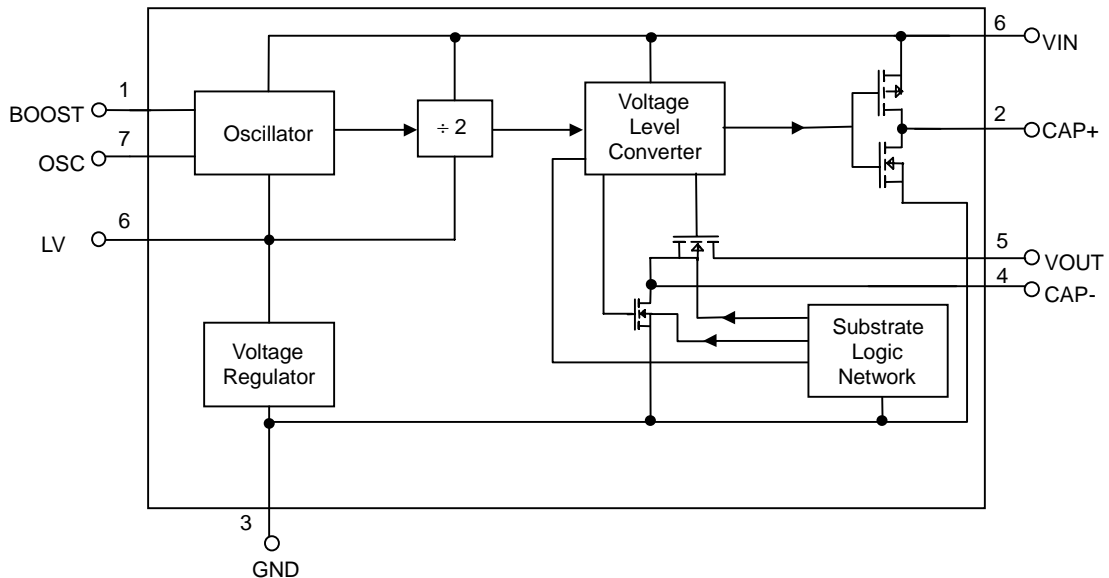 6
VIN
1
BOOST
7
OSC
Oscillator
÷ 2
Voltage
Level
Converter
2
CAP+
6
LV
5
VOUT
4
CAP-
Voltage
Regulator
Substrate
Logic
Network
3
GND